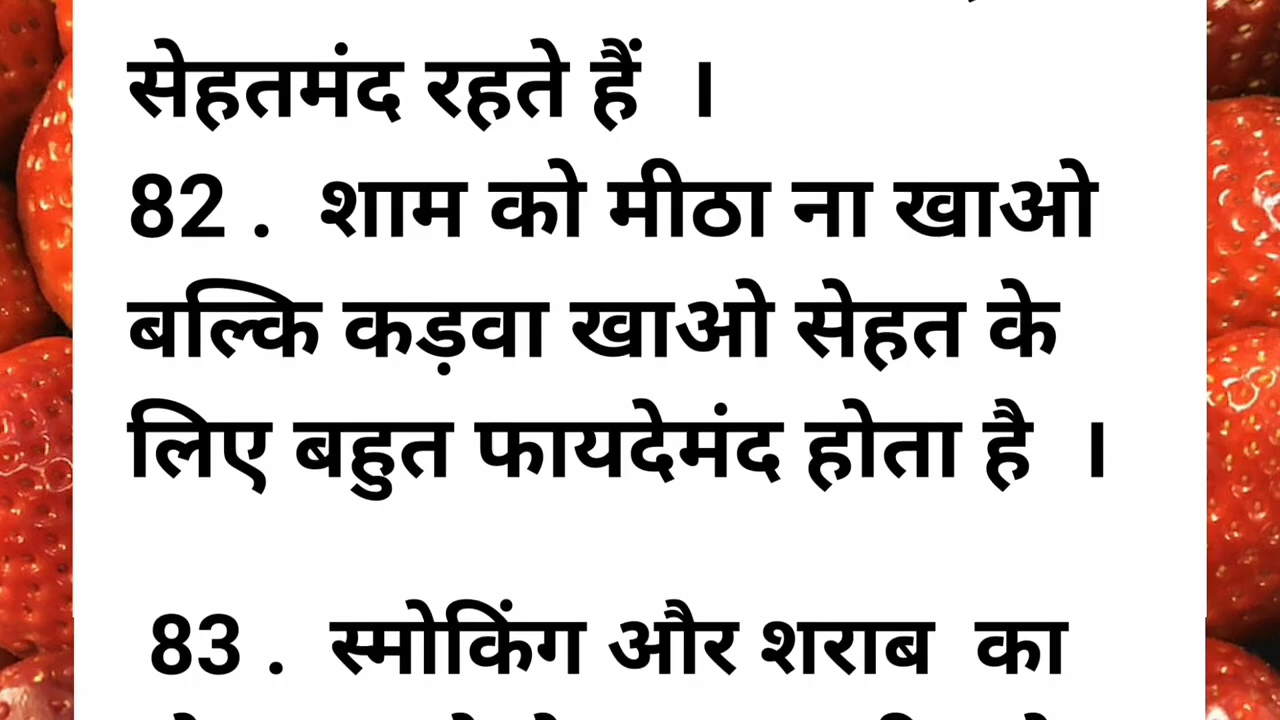 सेहतमंद रहते हैं ।
82 . शाम को मीठा ना खाओ
बल्कि कड़वा खाओ सेहत के
लिए बहुत फायदेमंद होता है ।
83 . स्मोकिंग और शराब का